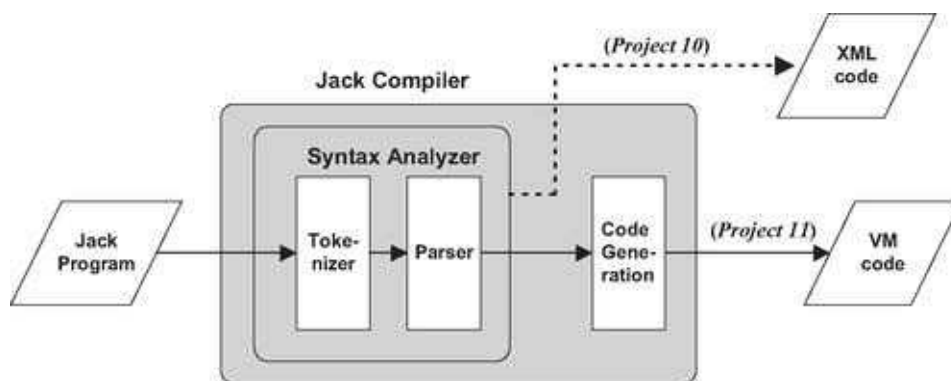 (Project 10)
XML
code
Jack Compiler
Syntax Analyzer
Jack
Program
Toke-
nizer
Parser
Code
Gene-
ration
(Project 11)
VM
code